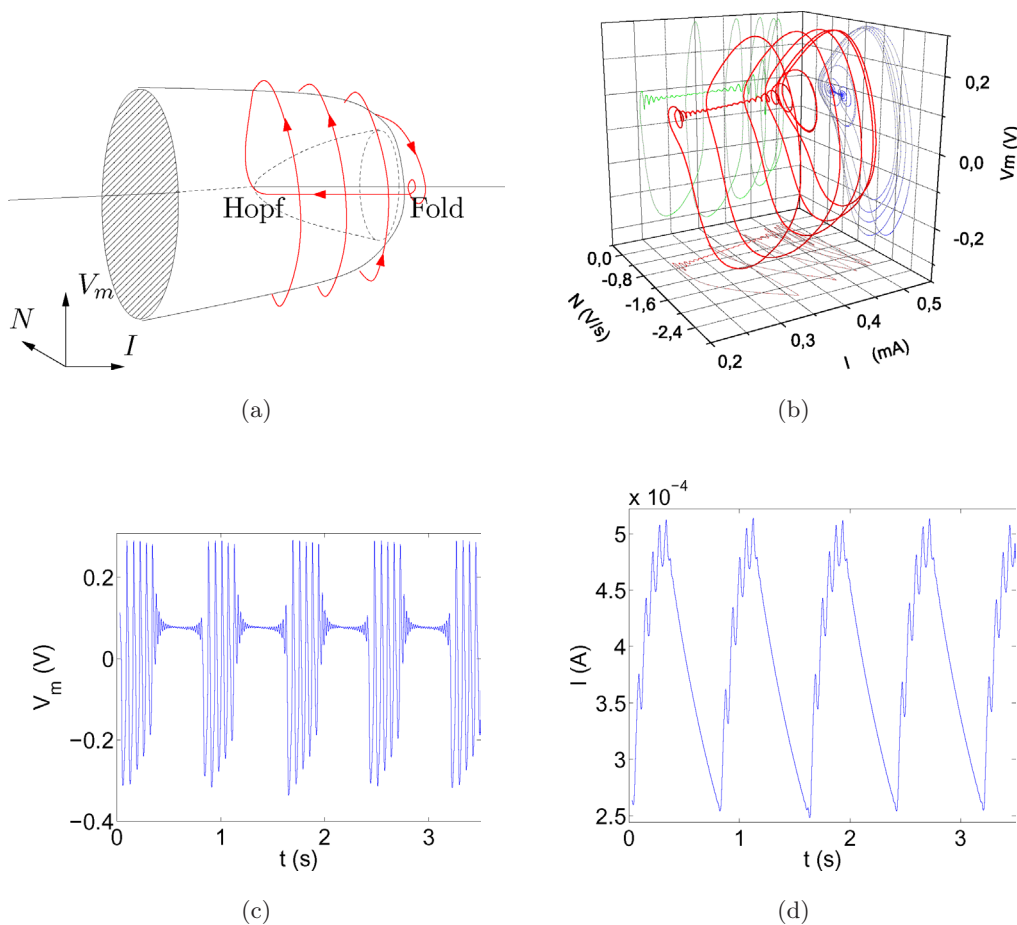 Hopf
Fold
V_m
N
I
(a)
0,2
0,0
-0,2
Vm (V)
0,0
-0,8
-1,6
-2,4
N (V/s)
0,2
0,3
0,4
0,5
I (mA)
(b)
0.2
0
−0.2
−0.4
V_m (V)
0
1
2
3
t (s)
(c)
x 10^−4
5
4.5
4
3.5
3
2.5
I (A)
0
1
2
3
t (s)
(d)